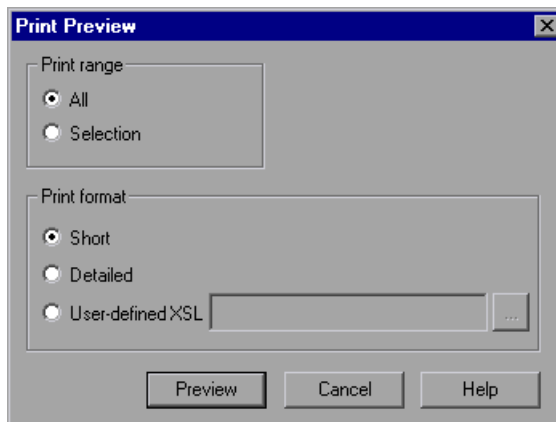 Print Preview
Print range
All
Selection
Print format
Short
Detailed
User-defined XSL
...
Preview Cancel Help